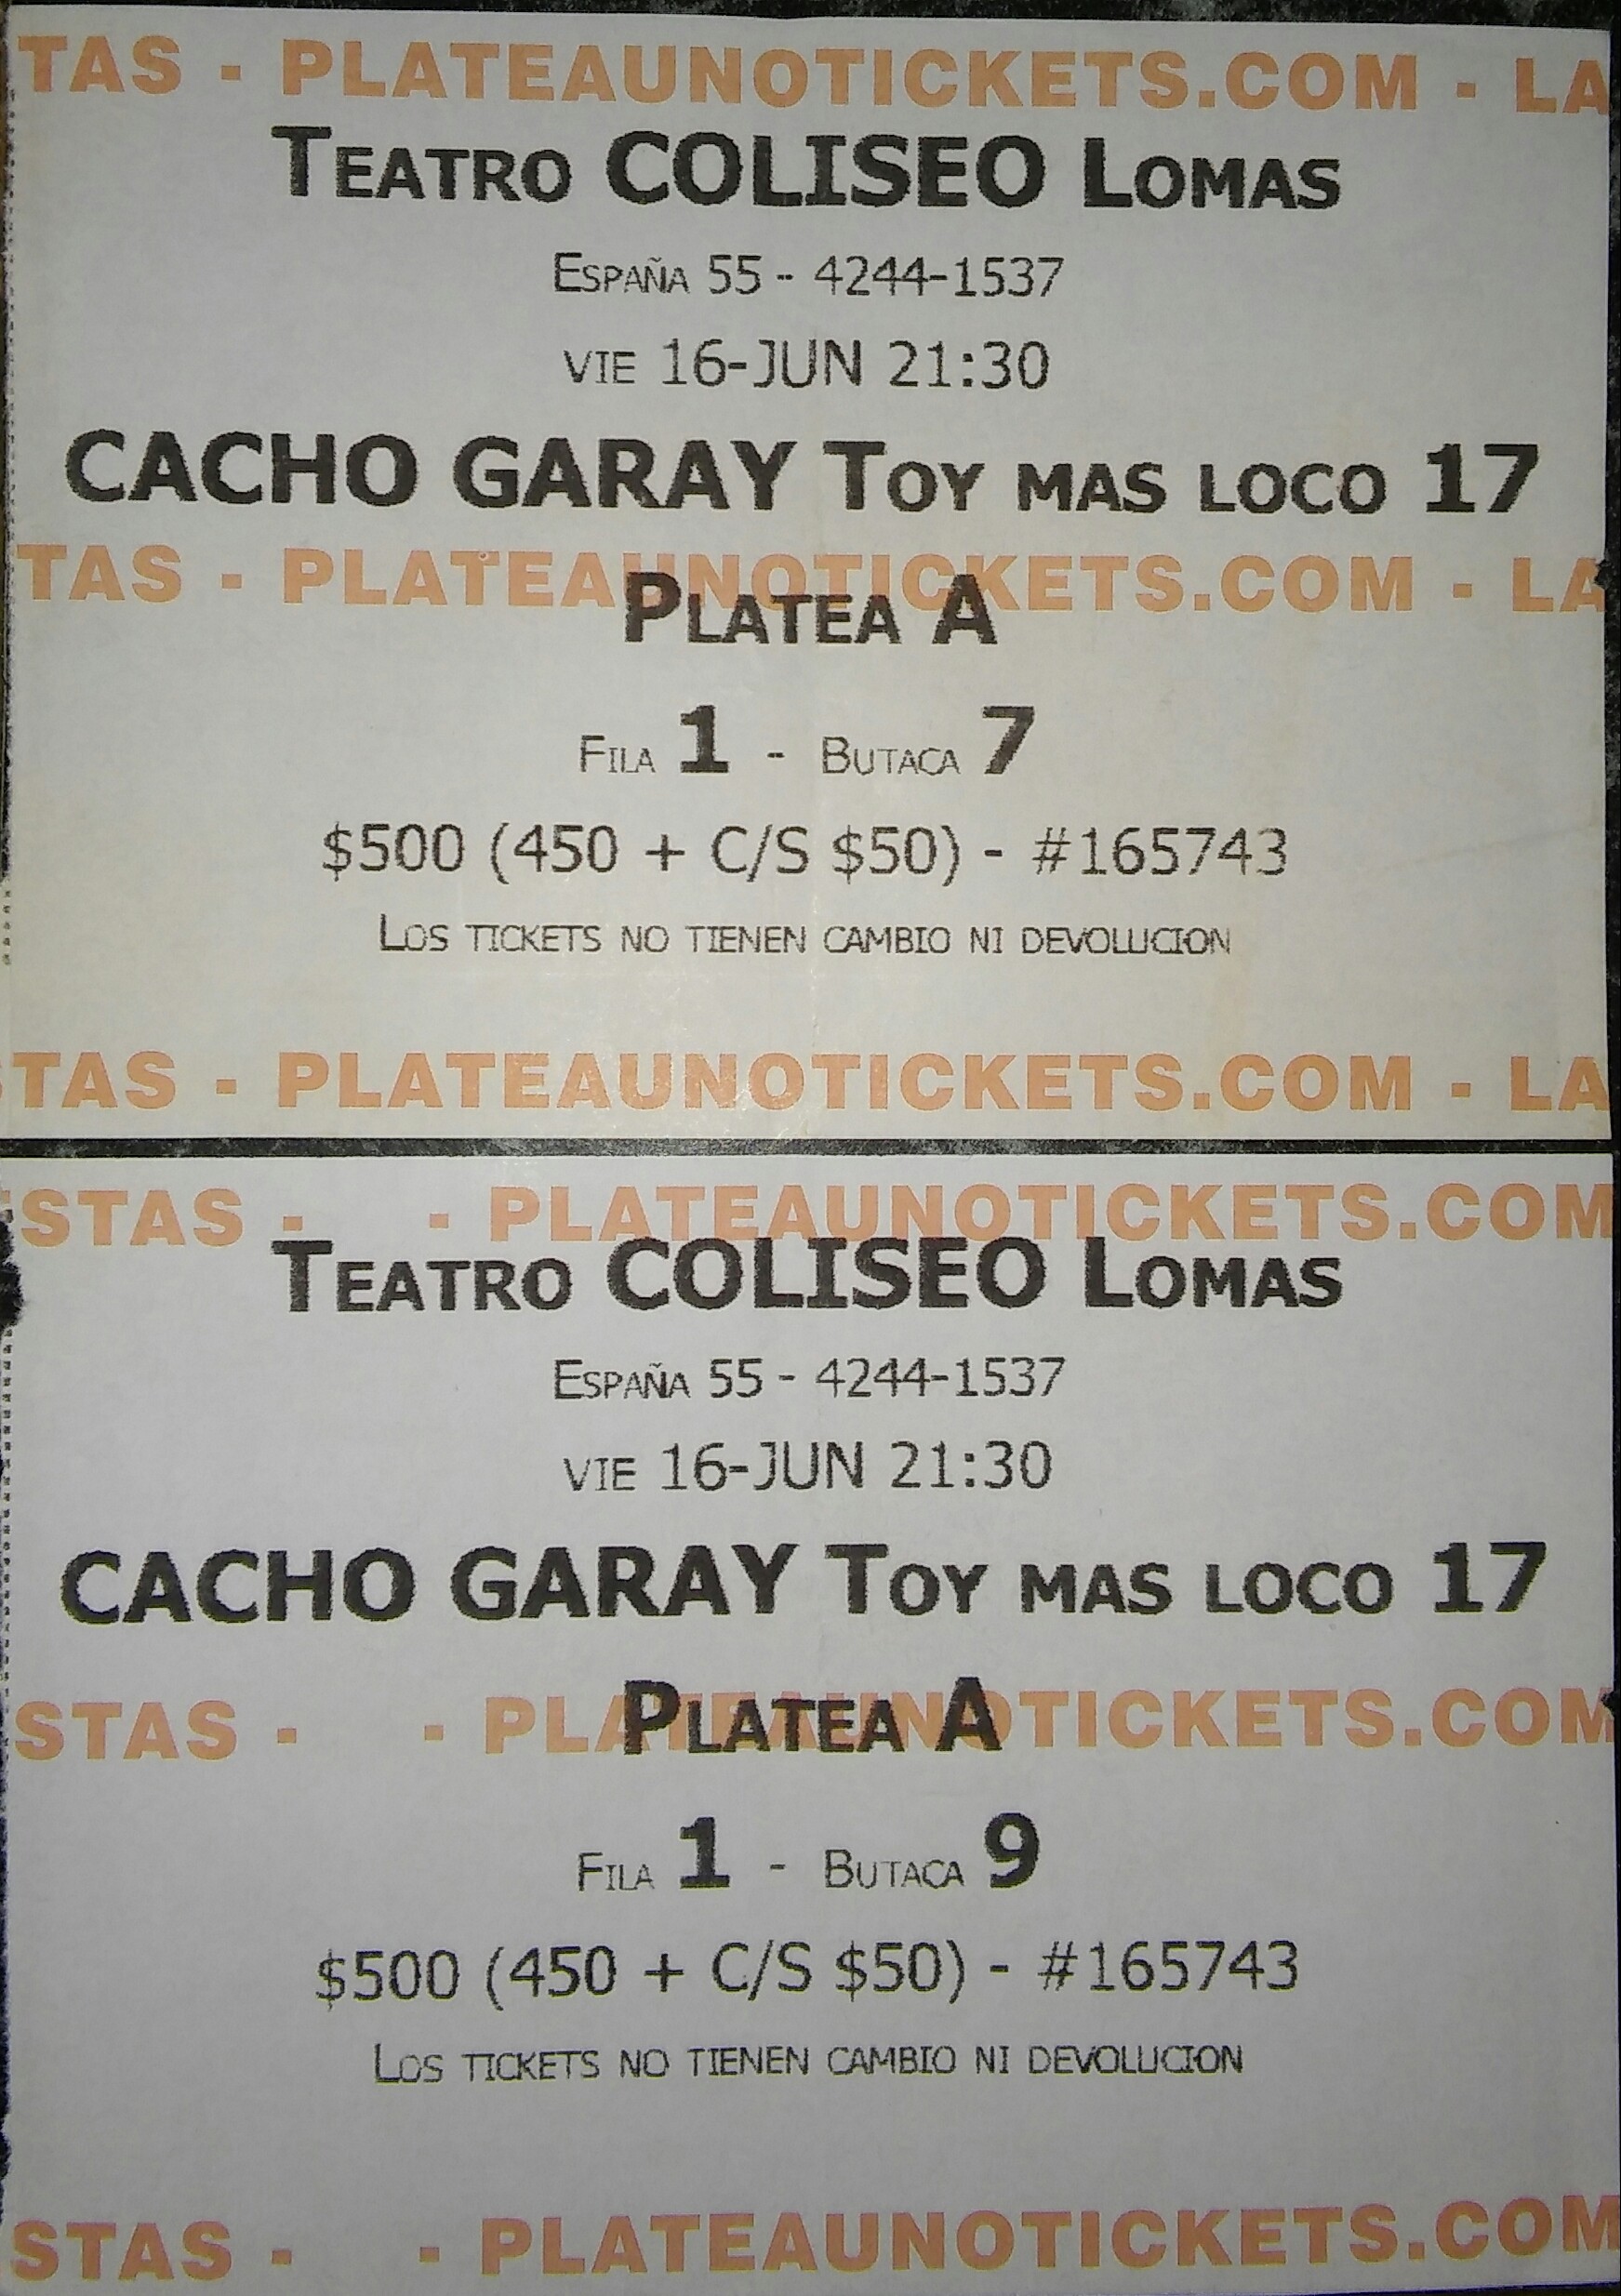 TAS - PLATEAUNOTICKETS.COM - LA
TEATRO COLISEO LOMAS
ESPAÑA 55 - 4244-1537
VIE 16-JUN 21:30
CACHO GARAY TOY MAS LOCO 17
TAS - PLATEAUNOTICKETS.COM - LA
PLATEA A
FILA 1 - BUTACA 7
$500 (450 + C/S $50) - #165743
LOS TICKETS NO TIENEN CAMBIO NI DEVOLUCION
STAS - PLATEAUNOTICKETS.COM - LA
STAS - - PLATEAUNOTICKETS.COM
TEATRO COLISEO LOMAS
ESPAÑA 55 - 4244-1537
VIE 16-JUN 21:30
CACHO GARAY TOY MAS LOCO 17
STAS - - PLATEAUNOTICKETS.COM
PLATEA A
FILA 1 - BUTACA 9
$500 (450 + C/S $50) - #165743
LOS TICKETS NO TIENEN CAMBIO NI DEVOLUCION
STAS - - PLATEAUNOTICKETS.COM